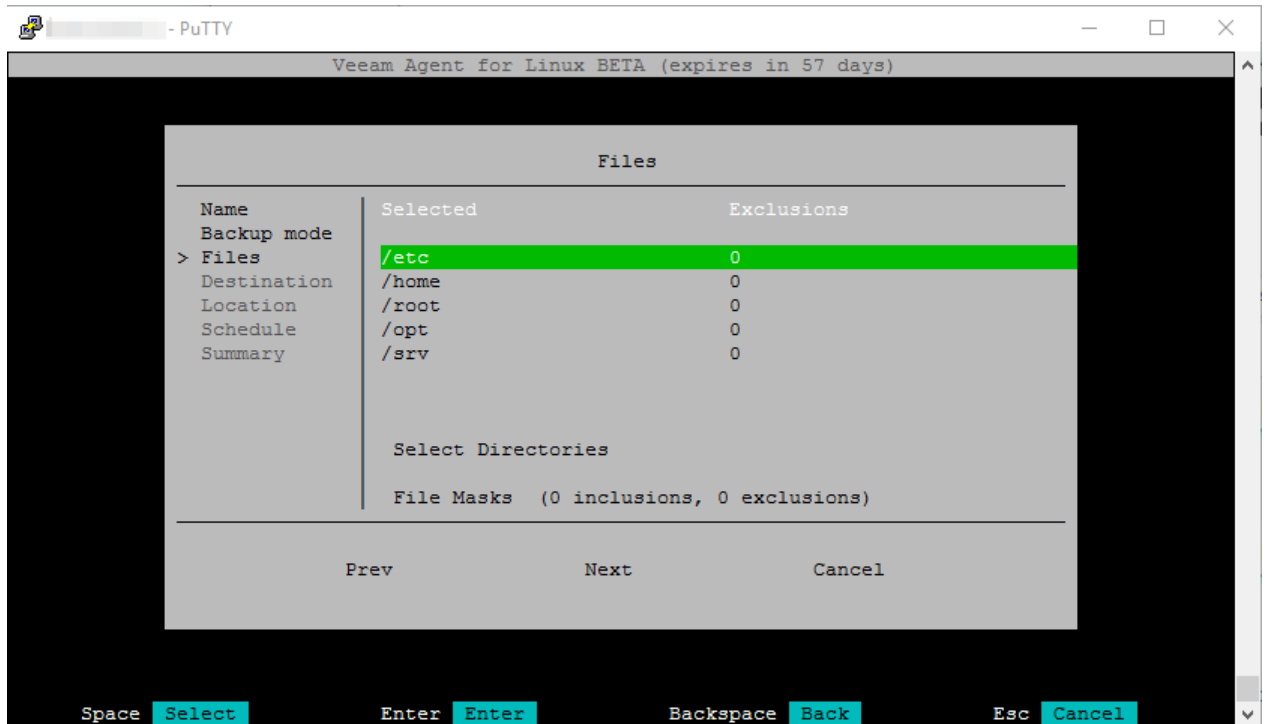 - PuTTY
Veeam Agent for Linux BETA (expires in 57 days)
Files
Name
Backup mode
> Files
Destination
Location
Schedule
Summary
Selected Exclusions
/etc 0
/home 0
/root 0
/opt 0
/srv 0
Select Directories
File Masks (0 inclusions, 0 exclusions)
Prev Next Cancel
Space Select Enter Enter Backspace Back Esc Cancel